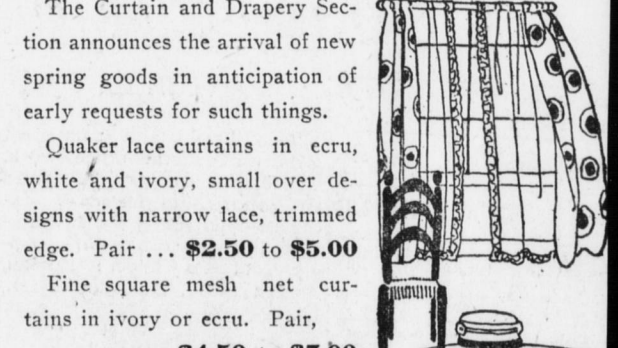 The Curtain and Drapery Sec-
tion announces the arrival of new
spring goods in anticipation of
early requests for such things.
Quaker lace curtains in ecru,
white and ivory, small over de-
signs with narrow lace, trimmed
edge. Pair ... $2.50 to $5.00
Fine square mesh net cur-
tains in ivory or ecru. Pair,